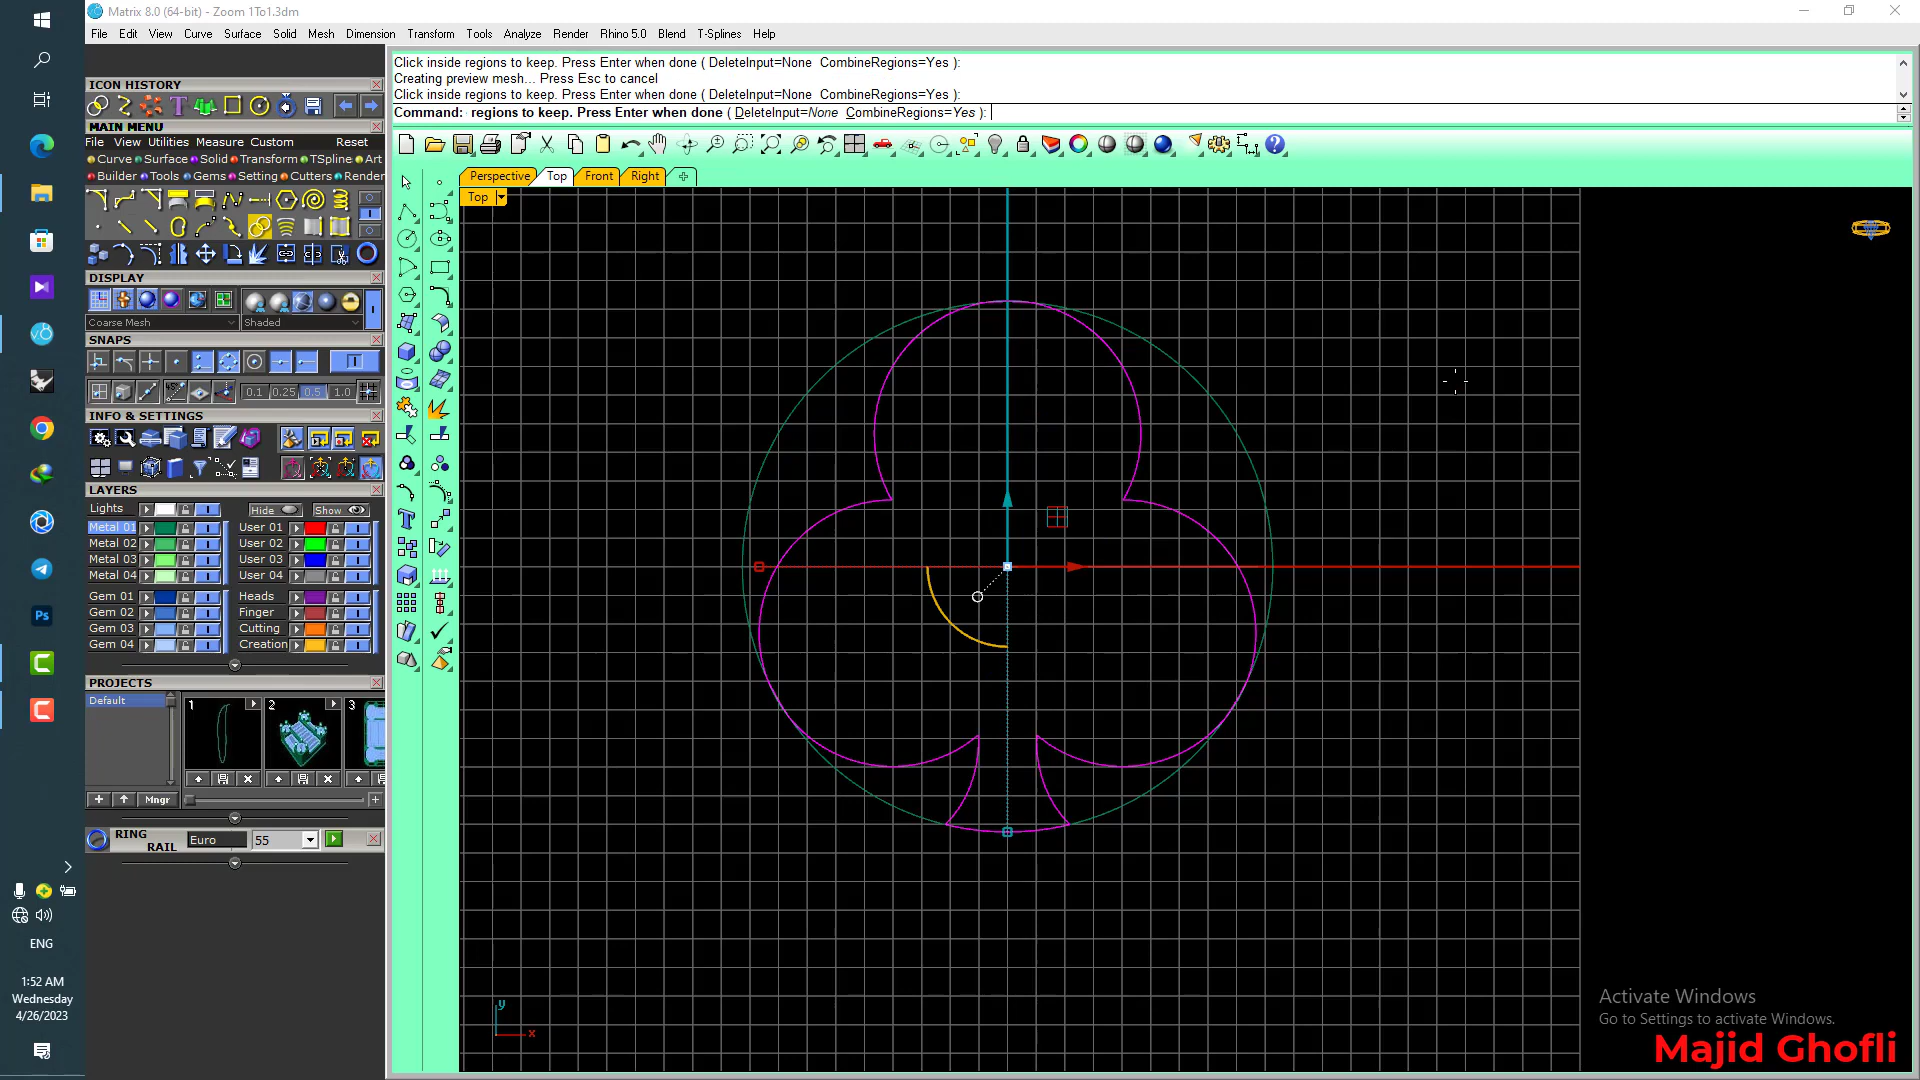 Matrix 8.0 (64-bit) - Zoom 1To1.3dm
File Edit View Curve Surface Solid Mesh Dimension Transform Tools Analyze Render Rhino 5.0 Blend T-Splines Help
Click inside regions to keep. Press Enter when done ( DeleteInput=None CombineRegions=Yes ):
Creating preview mesh... Press Esc to cancel
Click inside regions to keep. Press Enter when done ( DeleteInput=None CombineRegions=Yes ):
Command: regions to keep. Press Enter when done ( DeleteInput=None CombineRegions=Yes ):
ICON HISTORY
MAIN MENU
File View Utilities Measure Custom Reset
Curve Surface Solid Transform TSpline Art
Builder Tools Gems Setting Cutters Render
DISPLAY
Coarse Mesh Shaded
SNAPS
0.1 0.25 0.5 1.0
INFO & SETTINGS
LAYERS
Lights Hide Show
Metal 01 User 01
Metal 02 User 02
Metal 03 User 03
Metal 04 User 04
Gem 01 Heads
Gem 02 Finger
Gem 03 Cutting
Gem 04 Creation
PROJECTS
Default
1 2 3
Mngr
RING RAIL Euro 55
Perspective Top Front Right
Top
y
x
Ps
ENG
1:52 AM
Wednesday
4/26/2023
Activate Windows
Go to Settings to activate Windows.
Majid Ghofli